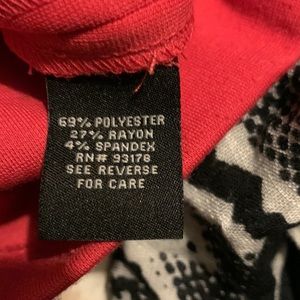 69% POLYESTER
27% RAYON
4% SPANDEX
RN# 93178
SEE REVERSE
FOR CARE